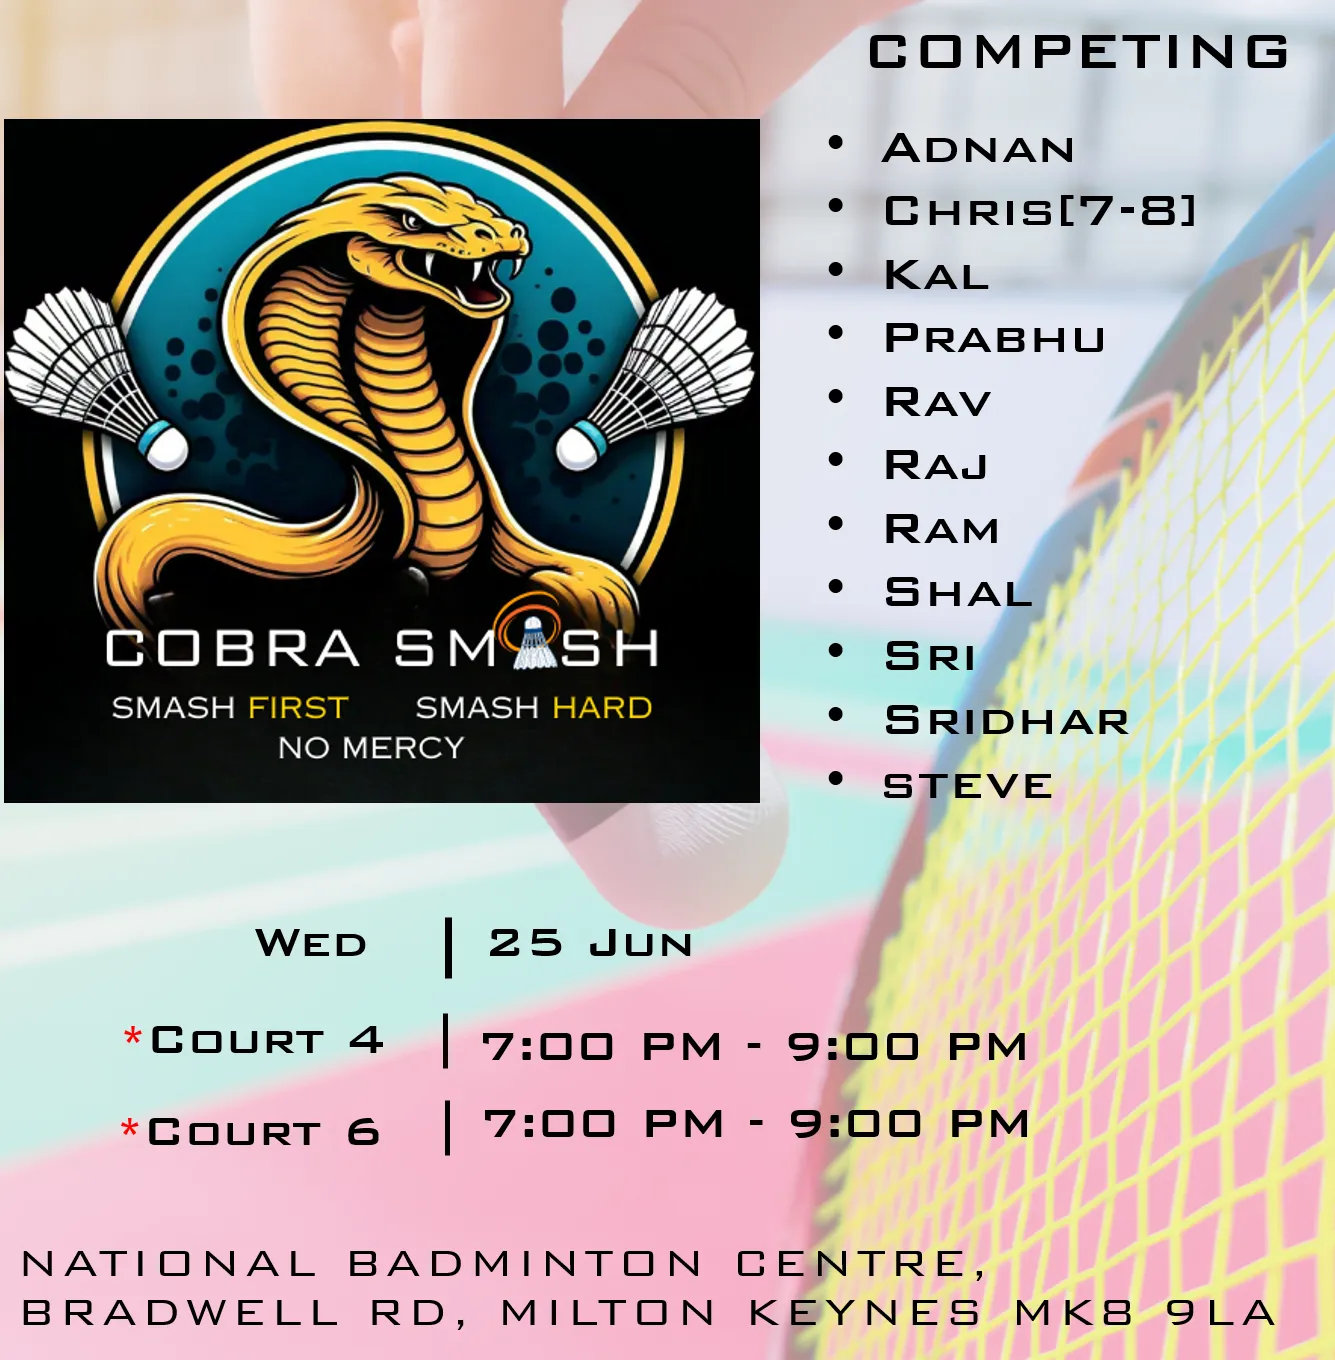 COMPETING
• ADNAN
• CHRIS[7-8]
• KAL
• PRABHU
• RAV
• RAJ
• RAM
• SHAL
• SRI
• SRIDHAR
• STEVE
COBRA SMASH
SMASH FIRST SMASH HARD
NO MERCY
WED | 25 JUN
*COURT 4 | 7:00 PM - 9:00 PM
*COURT 6 | 7:00 PM - 9:00 PM
NATIONAL BADMINTON CENTRE,
BRADWELL RD, MILTON KEYNES MK8 9LA